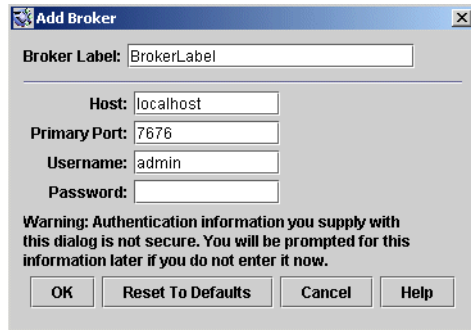 Add Broker
Broker Label: BrokerLabel
Host: localhost
Primary Port: 7676
Username: admin
Password:
Warning: Authentication information you supply with
this dialog is not secure. You will be prompted for this
information later if you do not enter it now.
OK Reset To Defaults Cancel Help